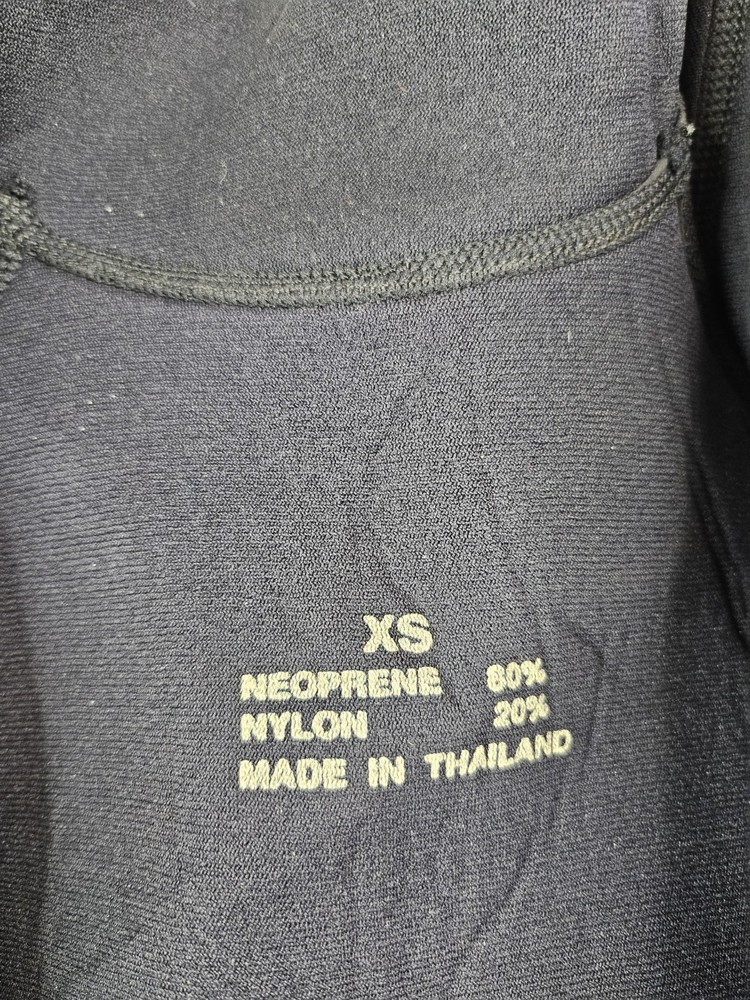 XS
NEOPRENE 80%
NYLON 20%
MADE IN THAILAND